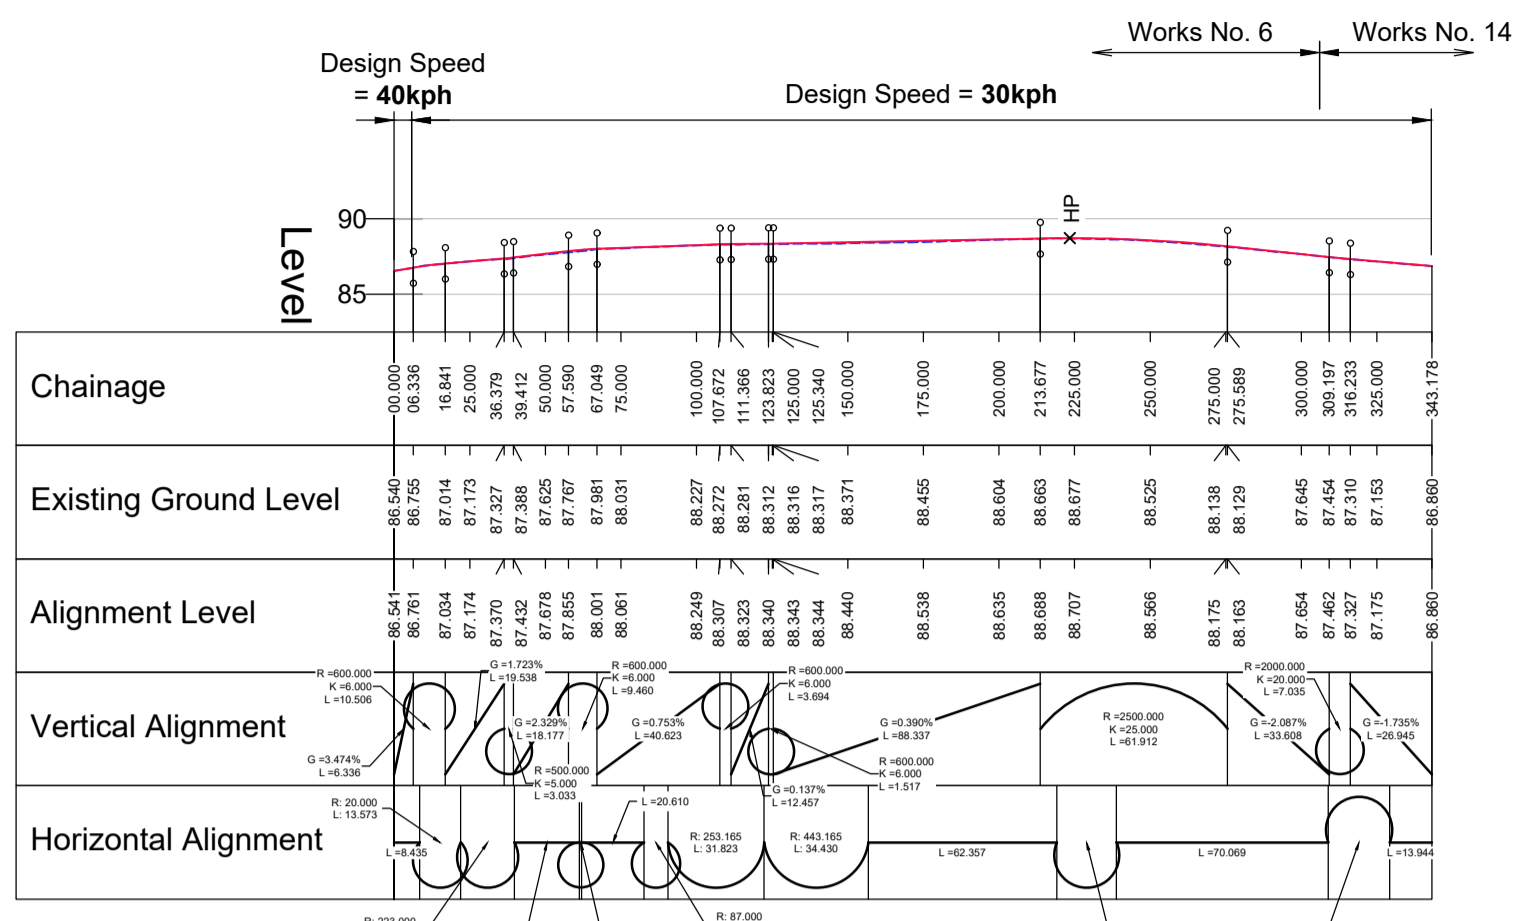 Works No. 6
Works No. 14
Design Speed
= 40kph
Design Speed = 30kph
HP
90
85
Level
Chainage
00.000
06.336
16.841
25.000
36.379
39.412
50.000
57.590
67.049
75.000
100.000
107.672
111.366
123.823
125.000
125.340
150.000
175.000
200.000
213.677
225.000
250.000
275.000
275.589
300.000
309.197
316.233
325.000
343.178
Existing Ground Level
86.540
86.755
87.014
87.173
87.327
87.388
87.625
87.767
87.981
88.031
88.227
88.272
88.281
88.312
88.316
88.317
88.371
88.455
88.604
88.663
88.677
88.525
88.138
88.129
87.645
87.454
87.310
87.153
86.860
Alignment Level
86.541
86.761
87.034
87.174
87.370
87.432
87.678
87.855
88.001
88.061
88.249
88.307
88.323
88.340
88.343
88.344
88.440
88.538
88.635
88.688
88.707
88.566
88.175
88.163
87.654
87.462
87.327
87.175
86.860
Vertical Alignment
G =3.474%
L =6.336
R =600.000
K =6.000
L =10.506
G =1.723%
L =19.538
R =500.000
K =5.000
L =3.033
G =2.329%
L =18.177
R =600.000
K =6.000
L =9.460
G =0.753%
L =40.623
R =600.000
K =6.000
L =3.694
G =0.137%
L =12.457
R =600.000
K =6.000
L =1.517
G =0.390%
L =88.337
R =2500.000
K =25.000
L =61.912
G =-2.087%
L =33.608
R =2000.000
K =20.000
L =7.035
G =-1.735%
L =26.945
Horizontal Alignment
L =8.435
R: 20.000
L: 13.573
L =20.610
R: 253.165
L: 31.823
R: 443.165
L: 34.430
L =62.357
L =70.069
L =13.944
R: 87.000